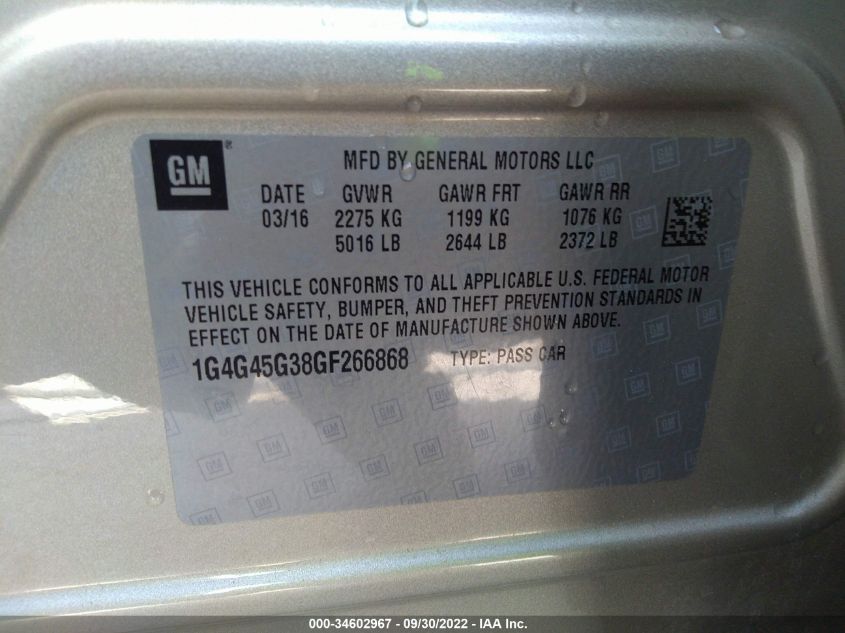 GM
MFD BY GENERAL MOTORS LLC
DATE GVWR GAWR FRT GAWR RR
03/16 2275 KG 1199 KG 1076 KG
5016 LB 2644 LB 2372 LB
THIS VEHICLE CONFORMS TO ALL APPLICABLE U.S. FEDERAL MOTOR
VEHICLE SAFETY, BUMPER, AND THEFT PREVENTION STANDARDS IN
EFFECT ON THE DATE OF MANUFACTURE SHOWN ABOVE.
1G4G45G38GF266868 TYPE: PASS CAR
000-34602967 - 09/30/2022 - IAA Inc.